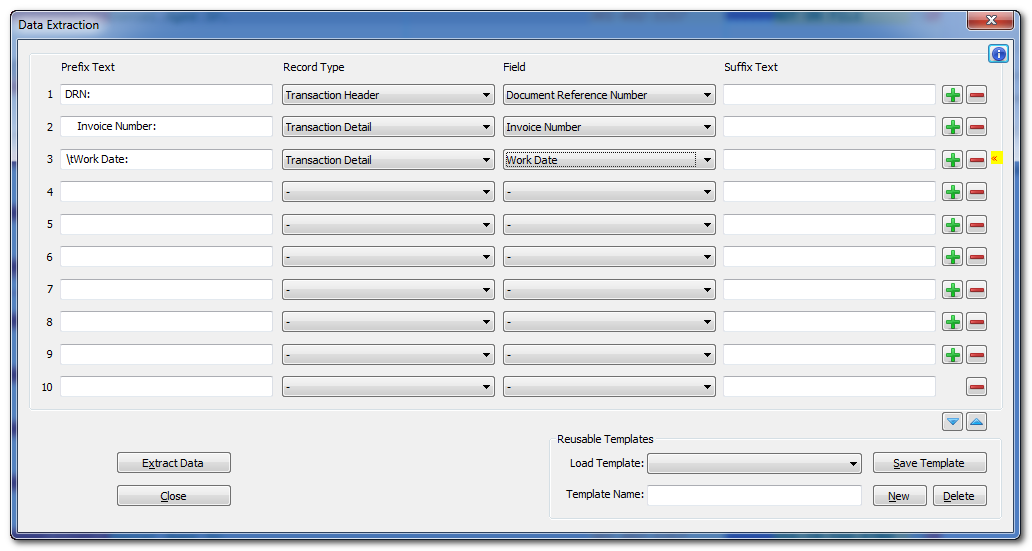 Data Extraction
Prefix Text Record Type Field Suffix Text
1 DRN: Transaction Header Document Reference Number
2 Invoice Number: Transaction Detail Invoice Number
3 \tWork Date: Transaction Detail Work Date «
4 - -
5 - -
6 - -
7 - -
8 - -
9 - -
10 - -
Reusable Templates
Extract Data Load Template: Save Template
Close Template Name: New Delete